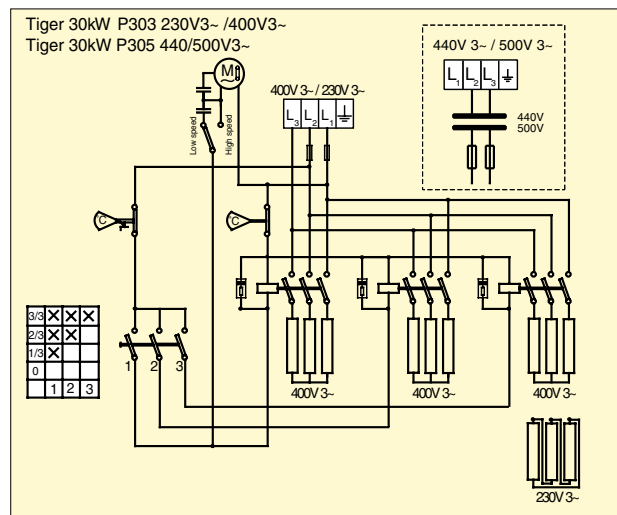 Tiger 30kW P303 230V3~ /400V3~
Tiger 30kW P305 440/500V3~
440V 3~ / 500V 3~
L1 L2 L3
440V
500V
M
400V 3~ / 230V 3~
L3 L2 L1
Low speed
High speed
C
°C
3/3 X X X
2/3 X X
1/3 X
0
1 2 3
1 2 3
400V 3~
400V 3~
400V 3~
230V 3~